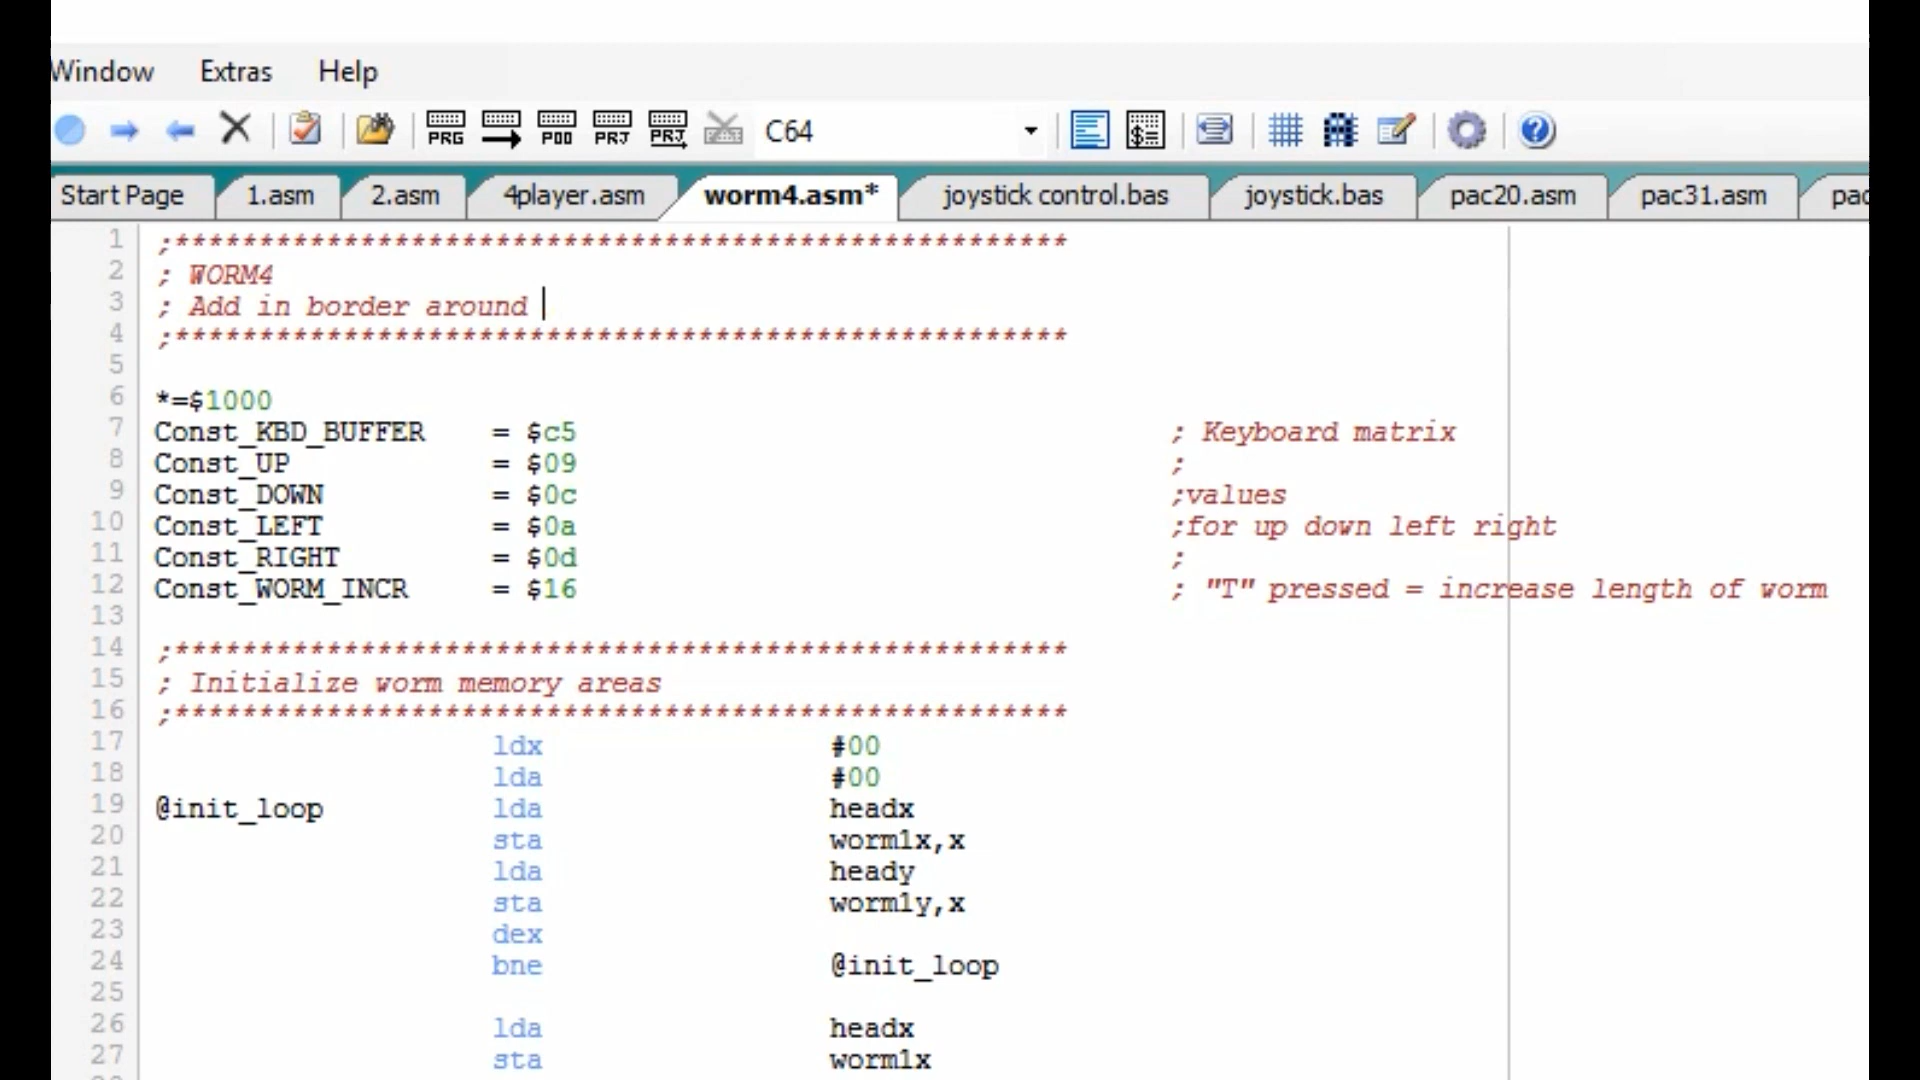 Window Extras Help
PRG POO PRJ PRJ C64
Start Page 1.asm 2.asm 4player.asm worm4.asm* joystick control.bas joystick.bas pac20.asm pac31.asm pac
1 ;*****************************************************
2 ; WORM4
3 ; Add in border around
4 ;*****************************************************
5
6 *=$1000
7 Const_KBD_BUFFER = $c5 ; Keyboard matrix
8 Const_UP = $09 ;
9 Const_DOWN = $0c ;values
10 Const_LEFT = $0a ;for up down left right
11 Const_RIGHT = $0d ;
12 Const_WORM_INCR = $16 ; "T" pressed = increase length of worm
13
14 ;*****************************************************
15 ; Initialize worm memory areas
16 ;*****************************************************
17 ldx #00
18 lda #00
19 @init_loop lda headx
20 sta worm1x,x
21 lda heady
22 sta worm1y,x
23 dex
24 bne @init_loop
25
26 lda headx
27 sta worm1x